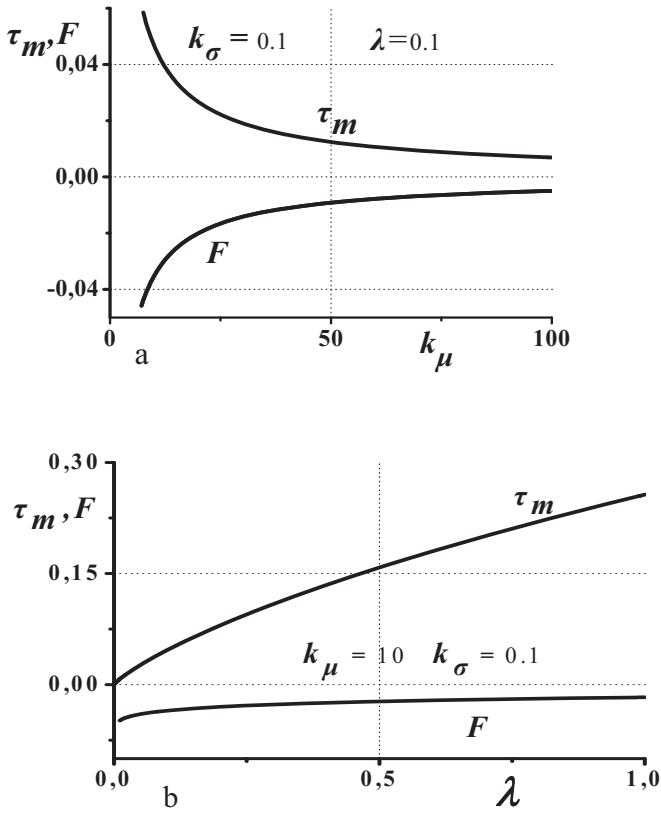 τm, F
kσ = 0.1 λ=0.1
0,04
τm
0,00
F
-0,04
0 50 100
kμ
a
0,30
τm, F
τm
0,15
kμ = 10 kσ = 0.1
0,00
F
0,0 0,5 1,0
λ
b